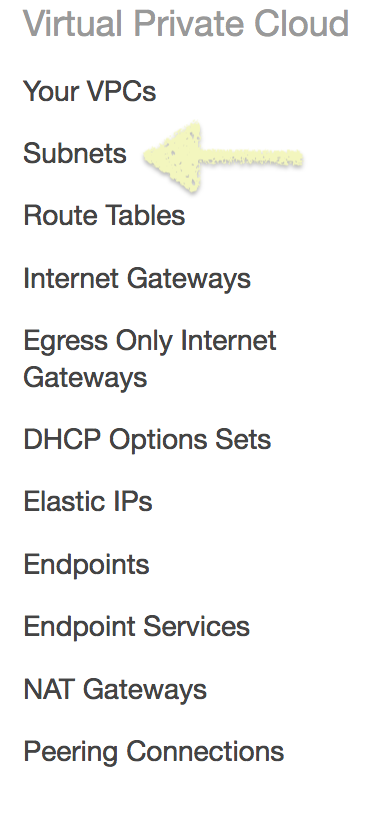 Virtual Private Cloud
Your VPCs
Subnets
Route Tables
Internet Gateways
Egress Only Internet
Gateways
DHCP Options Sets
Elastic IPs
Endpoints
Endpoint Services
NAT Gateways
Peering Connections